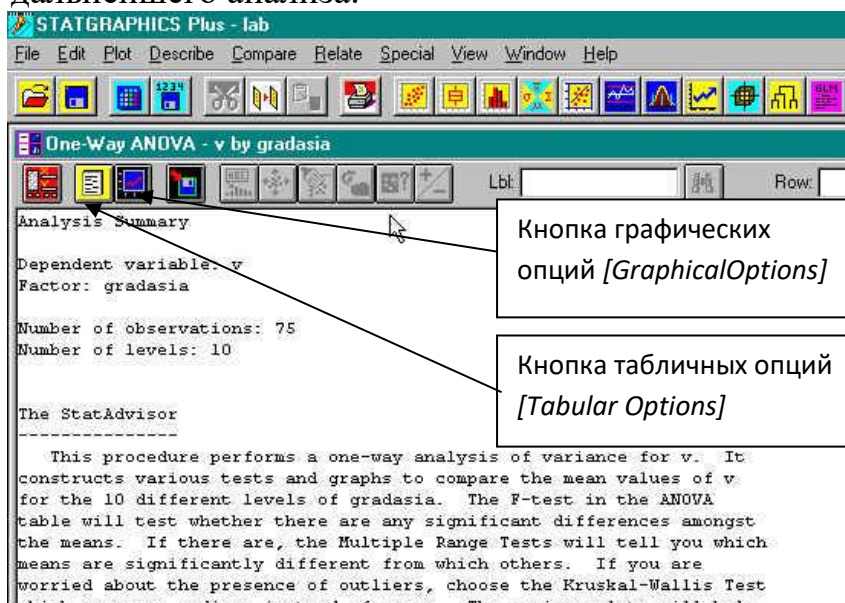 дальнейшего анализа.
STATGRAPHICS Plus - lab
File Edit Plot Describe Compare Relate Special View Window Help
1234
GLM
One-Way ANOVA - v by gradasia
Lbl: Row:
Analysis Summary
Dependent variable: v
Factor: gradasia
Number of observations: 75
Number of levels: 10
Кнопка графических
опций [GraphicalOptions]
Кнопка табличных опций
[Tabular Options]
The StatAdvisor
---------------
This procedure performs a one-way analysis of variance for v. It
constructs various tests and graphs to compare the mean values of v
for the 10 different levels of gradasia. The F-test in the ANOVA
table will test whether there are any significant differences amongst
the means. If there are, the Multiple Range Tests will tell you which
means are significantly different from which others. If you are
worried about the presence of outliers, choose the Kruskal-Wallis Test